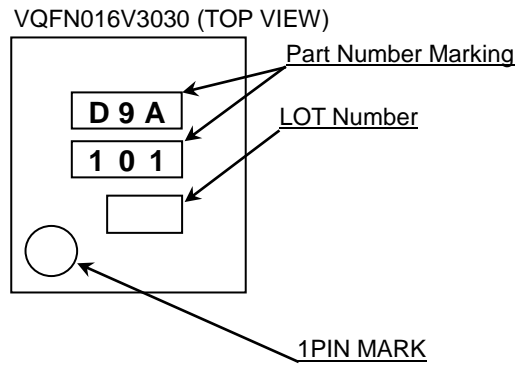 VQFN016V3030 (TOP VIEW)
Part Number Marking
D 9 A
LOT Number
1 0 1
1PIN MARK